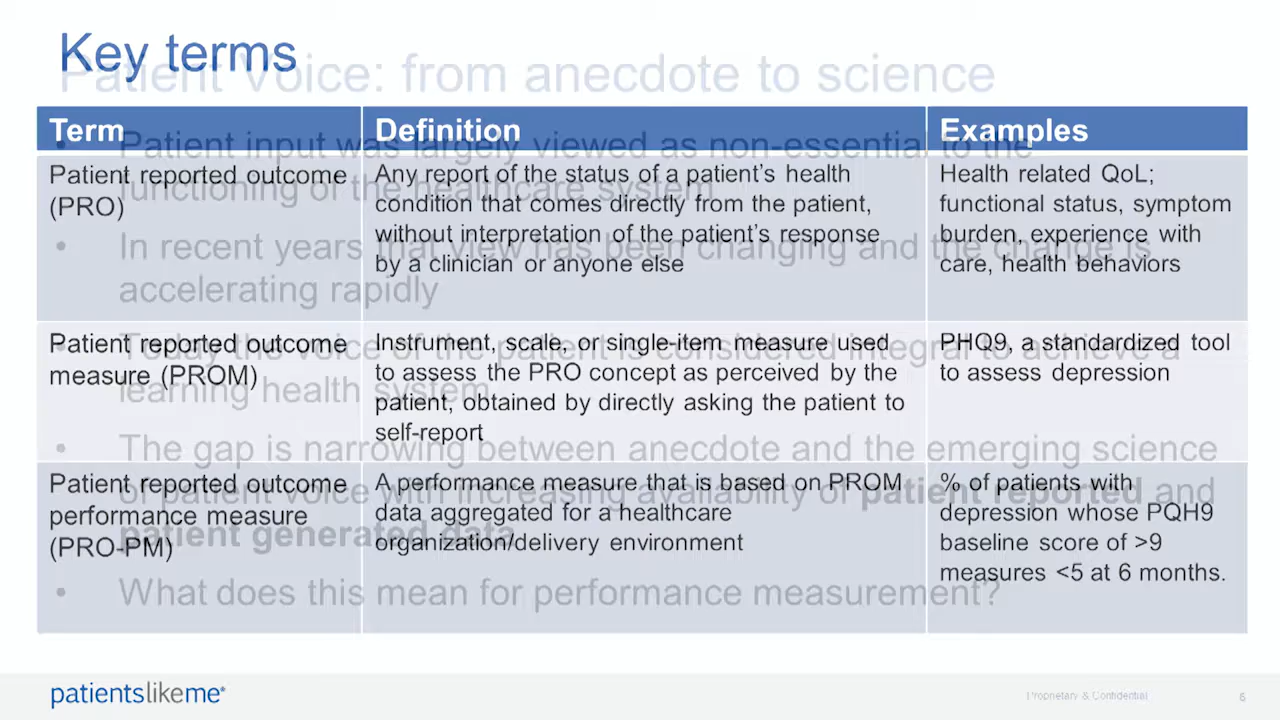 Key terms
Patient Voice: from anecdote to science
Term
Definition
Examples
Patient reported outcome
(PRO)
Any report of the status of a patient's health
condition that comes directly from the patient,
without interpretation of the patient's response
by a clinician or anyone else
Health related QoL;
functional status, symptom
burden, experience with
care, health behaviors
Patient reported outcome
measure (PROM)
Instrument, scale, or single-item measure used
to assess the PRO concept as perceived by the
patient, obtained by directly asking the patient to
self-report
PHQ9, a standardized tool
to assess depression
Patient reported outcome
performance measure
(PRO-PM)
A performance measure that is based on PROM
data aggregated for a healthcare
organization/delivery environment
% of patients with
depression whose PQH9
baseline score of >9
measures <5 at 6 months.
• Patient input was largely viewed as non-essential to the
functioning of the healthcare system
• In recent years that view has been changing and the change is
accelerating rapidly
• Today the voice of the patient is considered integral to achieve a
learning health system
• The gap is narrowing between anecdote and the emerging science
of patient voice with increasing availability of patient reported and
patient generated data
• What does this mean for performance measurement?
patientslikeme®
Proprietary & Confidential
6